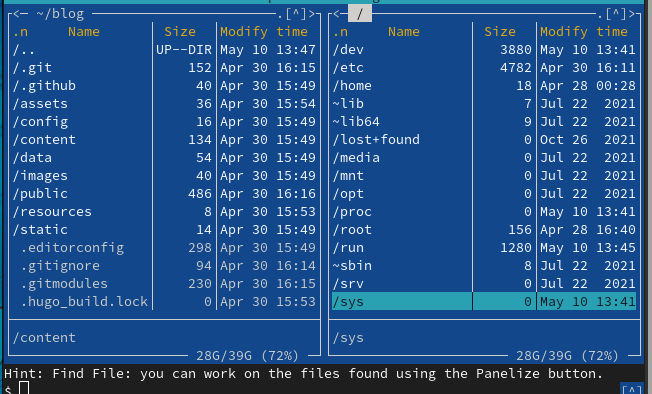 <─ ~/blog .[^]> <─ / .[^]>
.n Name Size Modify time .n Name Size Modify time
/.. UP--DIR May 10 13:47 /dev 3880 May 10 13:41
/.git 152 Apr 30 16:15 /etc 4782 Apr 30 16:11
/.github 40 Apr 30 15:49 /home 18 Apr 28 00:28
/assets 36 Apr 30 15:54 ~lib 7 Jul 22 2021
/config 16 Apr 30 15:49 ~lib64 9 Jul 22 2021
/content 134 Apr 30 15:49 /lost+found 0 Oct 26 2021
/data 54 Apr 30 15:49 /media 0 Jul 22 2021
/images 40 Apr 30 15:49 /mnt 0 Jul 22 2021
/public 486 Apr 30 16:16 /opt 0 Jul 22 2021
/resources 8 Apr 30 15:53 /proc 0 May 10 13:41
/static 14 Apr 30 15:49 /root 156 Apr 28 16:40
.editorconfig 298 Apr 30 15:49 /run 1280 May 10 13:45
.gitignore 94 Apr 30 16:14 ~sbin 8 Jul 22 2021
.gitmodules 230 Apr 30 16:15 /srv 0 Jul 22 2021
.hugo_build.lock 0 Apr 30 15:53 /sys 0 May 10 13:41
/content /sys
28G/39G (72%) 28G/39G (72%)
Hint: Find File: you can work on the files found using the Panelize button.
$ [^]